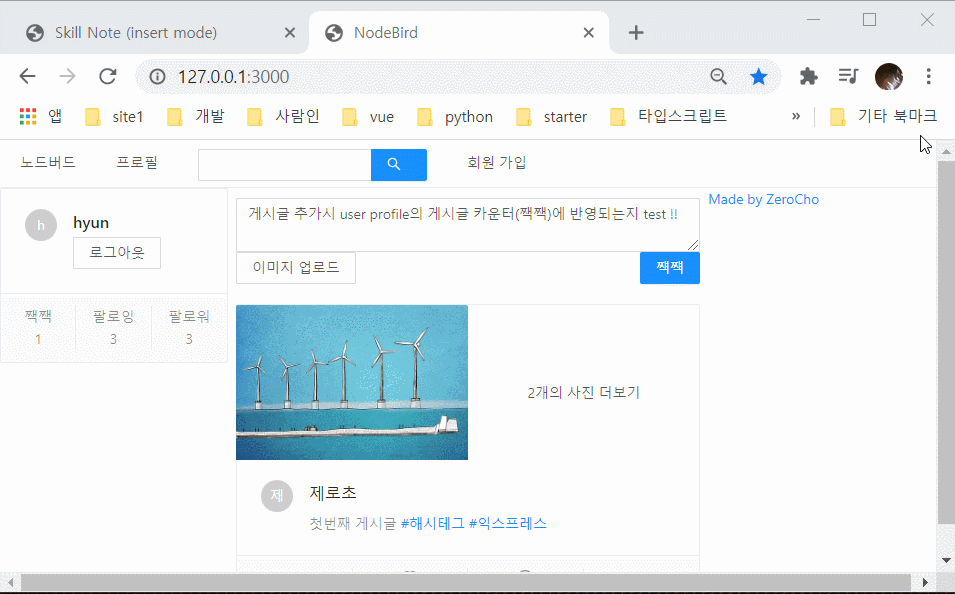 Skill Note (insert mode)
NodeBird
127.0.0.1:3000
앱 site1 개발 사람인 vue python starter 타입스크립트 » 기타 북마크
노드버드 프로필 회원 가입
h hyun
로그아웃
짹짹 팔로잉 팔로워
1 3 3
게시글 추가시 user profile의 게시글 카운터(짹짹)에 반영되는지 test !!
이미지 업로드 짹짹
Made by ZeroCho
2개의 사진 더보기
제 제로초
첫번째 게시글 #해시태그 #익스프레스